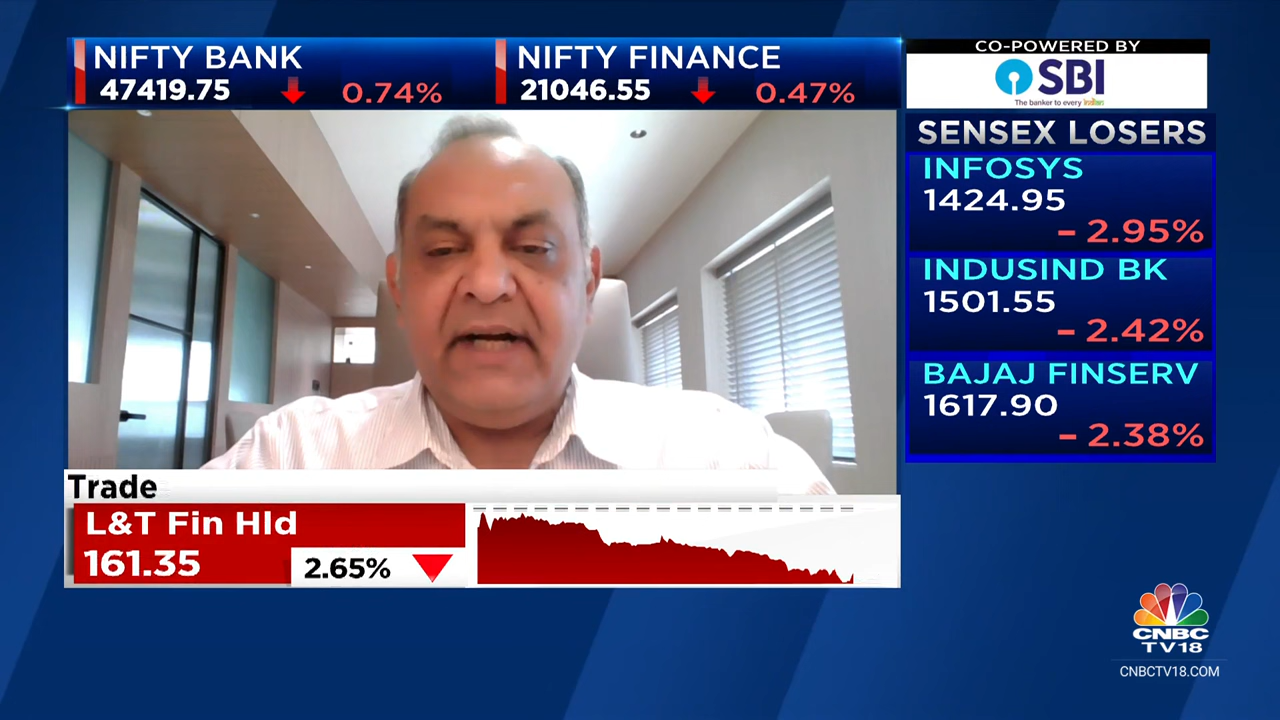 NIFTY BANK
47419.75 0.74%
NIFTY FINANCE
21046.55 0.47%
CO-POWERED BY
SBI
The banker to every indian
SENSEX LOSERS
INFOSYS
1424.95
– 2.95%
INDUSIND BK
1501.55
– 2.42%
BAJAJ FINSERV
1617.90
– 2.38%
Trade
L&T Fin Hld
161.35 2.65%
CNBC
TV18
CNBCTV18.COM